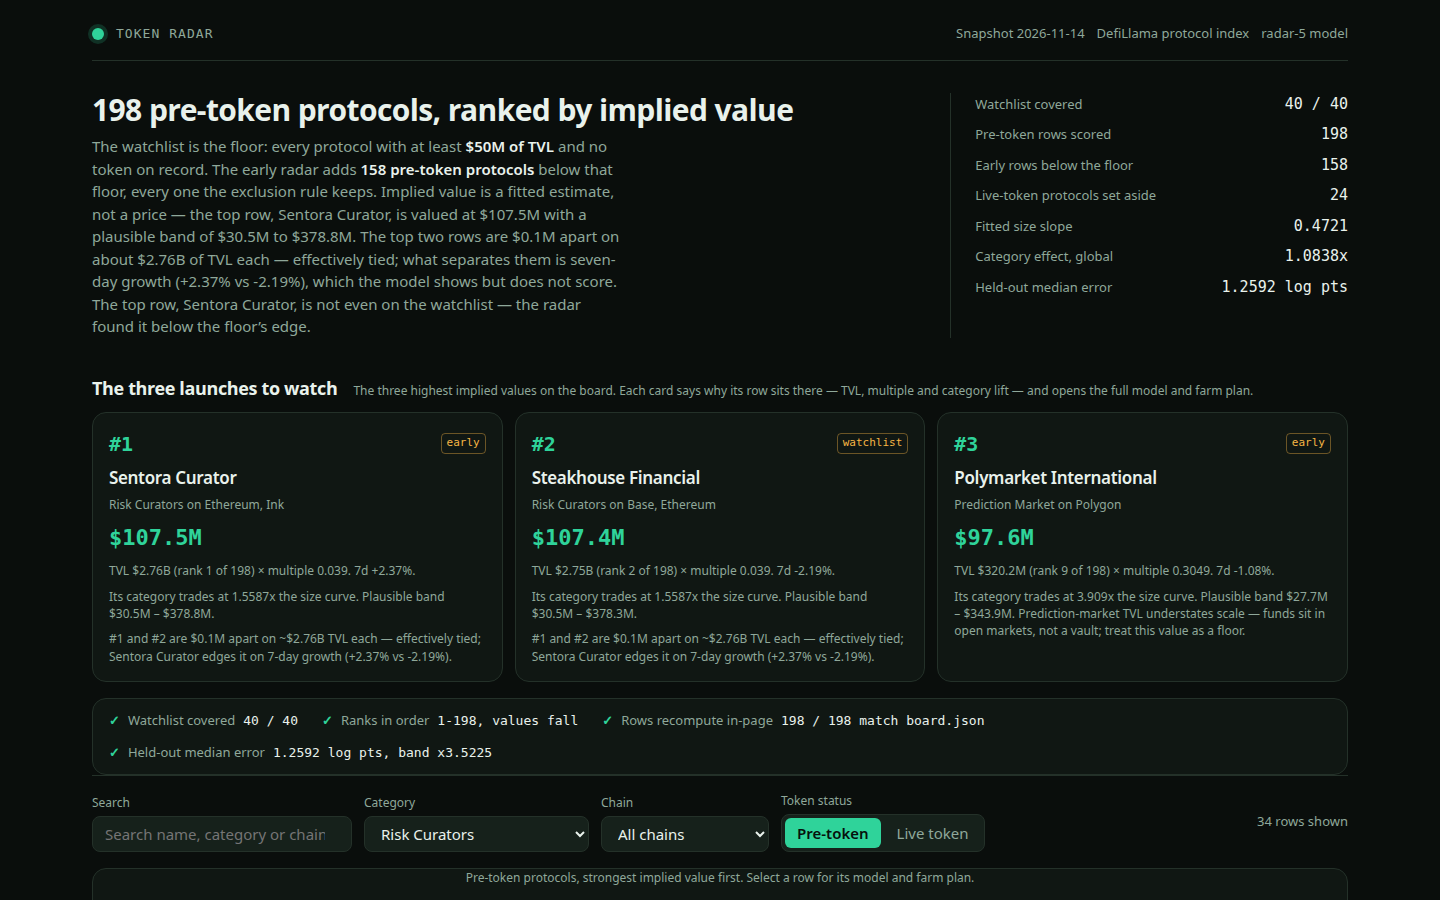 TOKEN RADAR
Snapshot 2026-11-14 DefiLlama protocol index radar-5 model
198 pre-token protocols, ranked by implied value
The watchlist is the floor: every protocol with at least $50M of TVL and no
token on record. The early radar adds 158 pre-token protocols below that
floor, every one the exclusion rule keeps. Implied value is a fitted estimate,
not a price — the top row, Sentora Curator, is valued at $107.5M with a
plausible band of $30.5M to $378.8M. The top two rows are $0.1M apart on
about $2.76B of TVL each — effectively tied; what separates them is seven-
day growth (+2.37% vs -2.19%), which the model shows but does not score.
The top row, Sentora Curator, is not even on the watchlist — the radar
found it below the floor's edge.
Watchlist covered 40 / 40
Pre-token rows scored 198
Early rows below the floor 158
Live-token protocols set aside 24
Fitted size slope 0.4721
Category effect, global 1.0838x
Held-out median error 1.2592 log pts
The three launches to watch The three highest implied values on the board. Each card says why its row sits there — TVL, multiple and category lift — and opens the full model and farm plan.
#1 early
Sentora Curator
Risk Curators on Ethereum, Ink
$107.5M
TVL $2.76B (rank 1 of 198) × multiple 0.039. 7d +2.37%.
Its category trades at 1.5587x the size curve. Plausible band
$30.5M – $378.8M.
#1 and #2 are $0.1M apart on ~$2.76B TVL each — effectively tied;
Sentora Curator edges it on 7-day growth (+2.37% vs -2.19%).
#2 watchlist
Steakhouse Financial
Risk Curators on Base, Ethereum
$107.4M
TVL $2.75B (rank 2 of 198) × multiple 0.039. 7d -2.19%.
Its category trades at 1.5587x the size curve. Plausible band
$30.5M – $378.3M.
#1 and #2 are $0.1M apart on ~$2.76B TVL each — effectively tied;
Sentora Curator edges it on 7-day growth (+2.37% vs -2.19%).
#3 early
Polymarket International
Prediction Market on Polygon
$97.6M
TVL $320.2M (rank 9 of 198) × multiple 0.3049. 7d -1.08%.
Its category trades at 3.909x the size curve. Plausible band $27.7M
– $343.9M. Prediction-market TVL understates scale — funds sit in
open markets, not a vault; treat this value as a floor.
✓ Watchlist covered 40 / 40 ✓ Ranks in order 1-198, values fall ✓ Rows recompute in-page 198 / 198 match board.json
✓ Held-out median error 1.2592 log pts, band x3.5225
Search Category Chain Token status
Search name, category or chain Risk Curators All chains Pre-token Live token
34 rows shown
Pre-token protocols, strongest implied value first. Select a row for its model and farm plan.